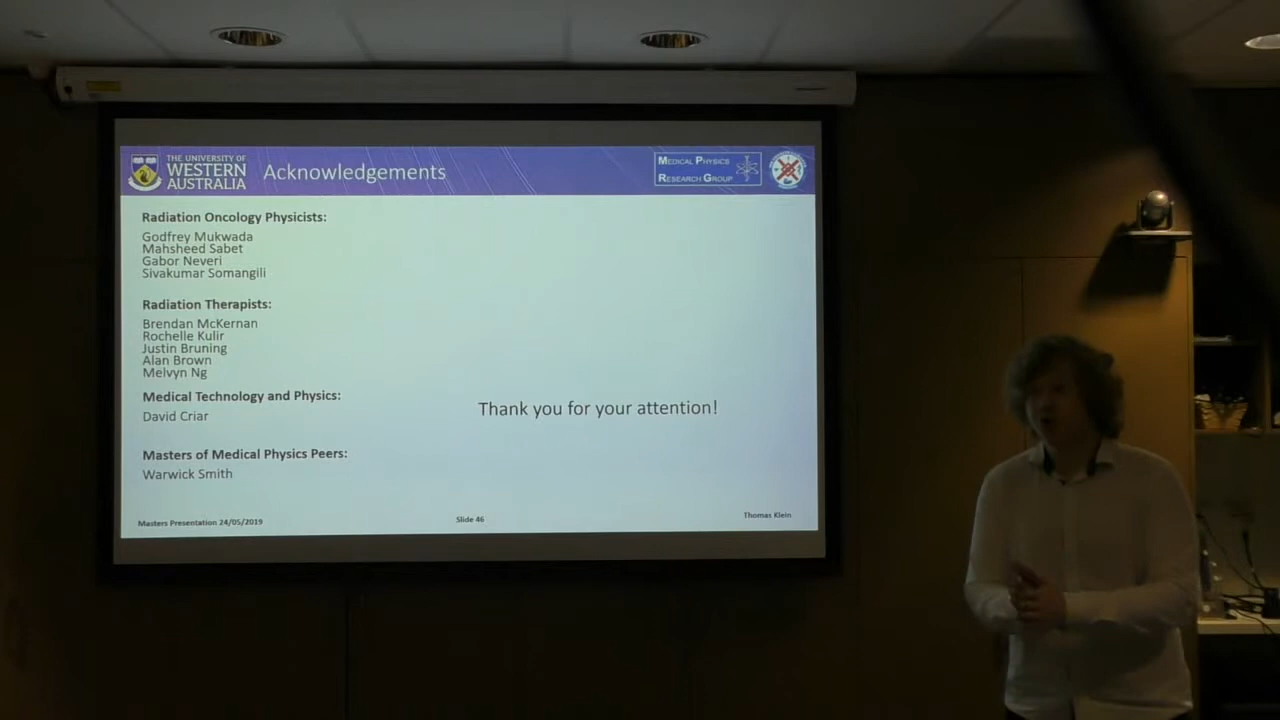 THE UNIVERSITY OF
WESTERN
AUSTRALIA
Acknowledgements
MEDICAL PHYSICS
RESEARCH GROUP
Radiation Oncology Physicists:
Godfrey Mukwada
Mahsheed Sabet
Gabor Neveri
Sivakumar Somangili
Radiation Therapists:
Brendan McKernan
Rochelle Kulir
Justin Bruning
Alan Brown
Melvyn Ng
Medical Technology and Physics:
David Criar
Thank you for your attention!
Masters of Medical Physics Peers:
Warwick Smith
Masters Presentation 24/05/2019
Slide 46
Thomas Klein